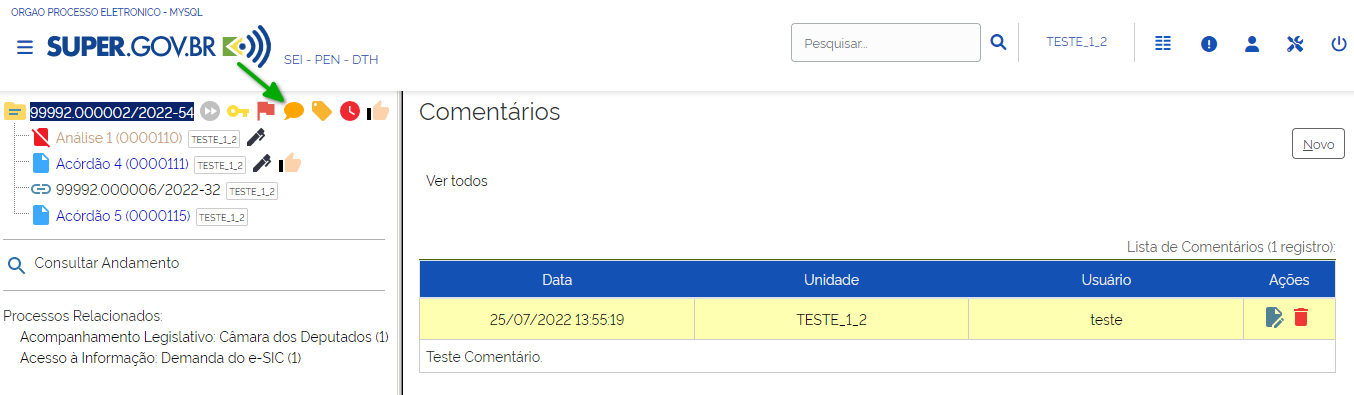 ORGAO PROCESSO ELETRONICO - MYSQL
SUPER.GOV.BR
SEI - PEN - DTH
Pesquisar...
TESTE_1_2
99992.000002/2022-54
Análise 1 (0000110) TESTE_1_2
Acórdão 4 (0000111) TESTE_1_2
99992.000006/2022-32 TESTE_1_2
Acórdão 5 (0000115) TESTE_1_2
Consultar Andamento
Processos Relacionados:
Acompanhamento Legislativo: Câmara dos Deputados (1)
Acesso à Informação: Demanda do e-SIC (1)
Comentários
Novo
Ver todos
Lista de Comentários (1 registro):
Data Unidade Usuário Ações
25/07/2022 13:55:19 TESTE_1_2 teste
Teste Comentário.